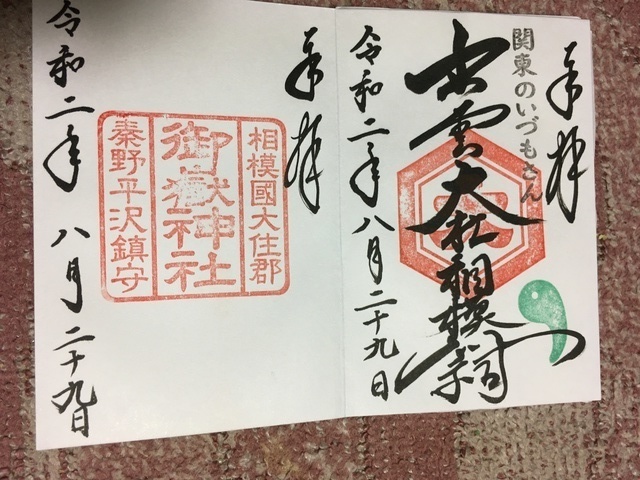 奉拝
関東のいづもさん
出雲大社相模分祠
令和二年八月二十九日
奉拝
相模國大住郡
御嶽神社
秦野平沢鎮守
令和二年八月二十九日